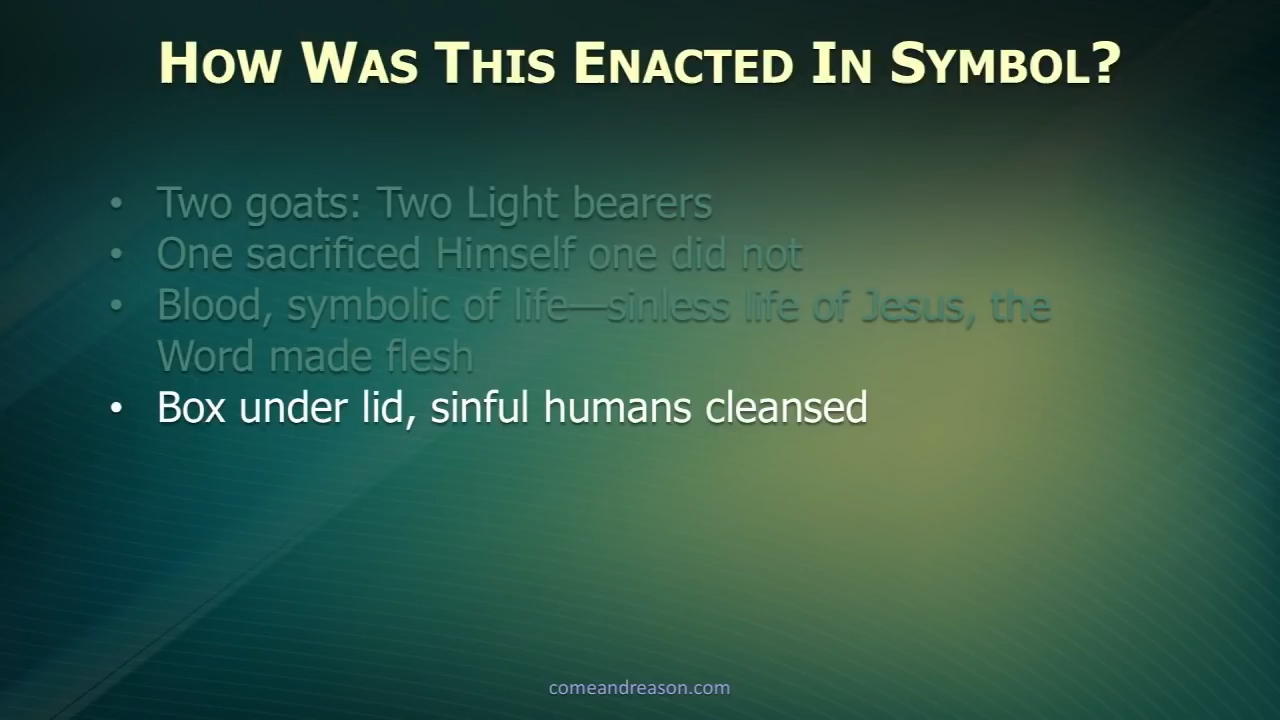 How Was This Enacted In Symbol?
• Two goats: Two Light bearers
• One sacrificed Himself one did not
• Blood, symbolic of life—sinless life of Jesus, the
Word made flesh
• Box under lid, sinful humans cleansed
comeandreason.com